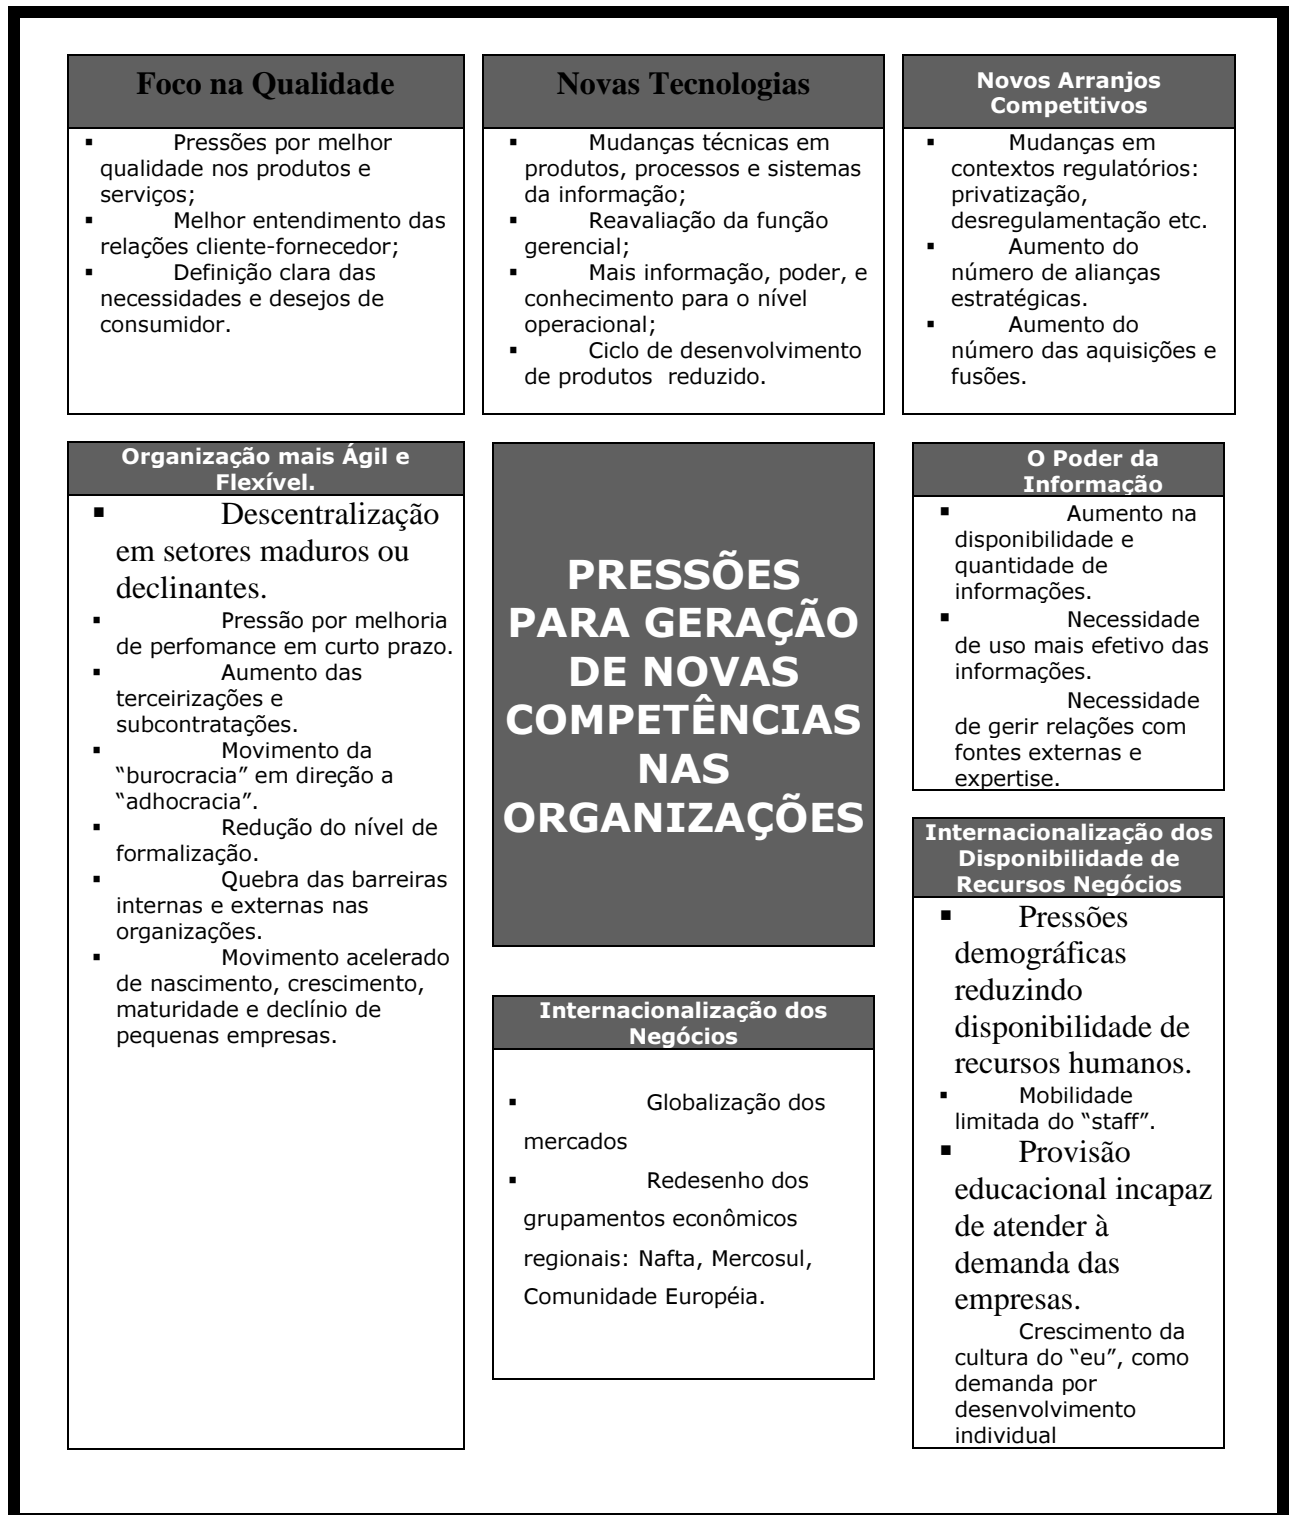 Foco na Qualidade
▪ Pressões por melhor
qualidade nos produtos e
serviços;
▪ Melhor entendimento das
relações cliente-fornecedor;
▪ Definição clara das
necessidades e desejos de
consumidor.
Novas Tecnologias
▪ Mudanças técnicas em
produtos, processos e sistemas
da informação;
▪ Reavaliação da função
gerencial;
▪ Mais informação, poder, e
conhecimento para o nível
operacional;
▪ Ciclo de desenvolvimento
de produtos reduzido.
Novos Arranjos
Competitivos
▪ Mudanças em
contextos regulatórios:
privatização,
desregulamentação etc.
▪ Aumento do
número de alianças
estratégicas.
▪ Aumento do
número das aquisições e
fusões.
Organização mais Ágil e
Flexível.
▪ Descentralização
em setores maduros ou
declinantes.
▪ Pressão por melhoria
de perfomance em curto prazo.
▪ Aumento das
terceirizações e
subcontratações.
▪ Movimento da
“burocracia” em direção a
“adhocracia”.
▪ Redução do nível de
formalização.
▪ Quebra das barreiras
internas e externas nas
organizações.
▪ Movimento acelerado
de nascimento, crescimento,
maturidade e declínio de
pequenas empresas.
PRESSÕES
PARA GERAÇÃO
DE NOVAS
COMPETÊNCIAS
NAS
ORGANIZAÇÕES
Internacionalização dos
Negócios
▪ Globalização dos
mercados
▪ Redesenho dos
grupamentos econômicos
regionais: Nafta, Mercosul,
Comunidade Européia.
O Poder da
Informação
▪ Aumento na
disponibilidade e
quantidade de
informações.
▪ Necessidade
de uso mais efetivo das
informações.
Necessidade
de gerir relações com
fontes externas e
expertise.
Internacionalização dos
Disponibilidade de
Recursos Negócios
▪ Pressões
demográficas
reduzindo
disponibilidade de
recursos humanos.
▪ Mobilidade
limitada do “staff”.
▪ Provisão
educacional incapaz
de atender à
demanda das
empresas.
Crescimento da
cultura do “eu”, como
demanda por
desenvolvimento
individual